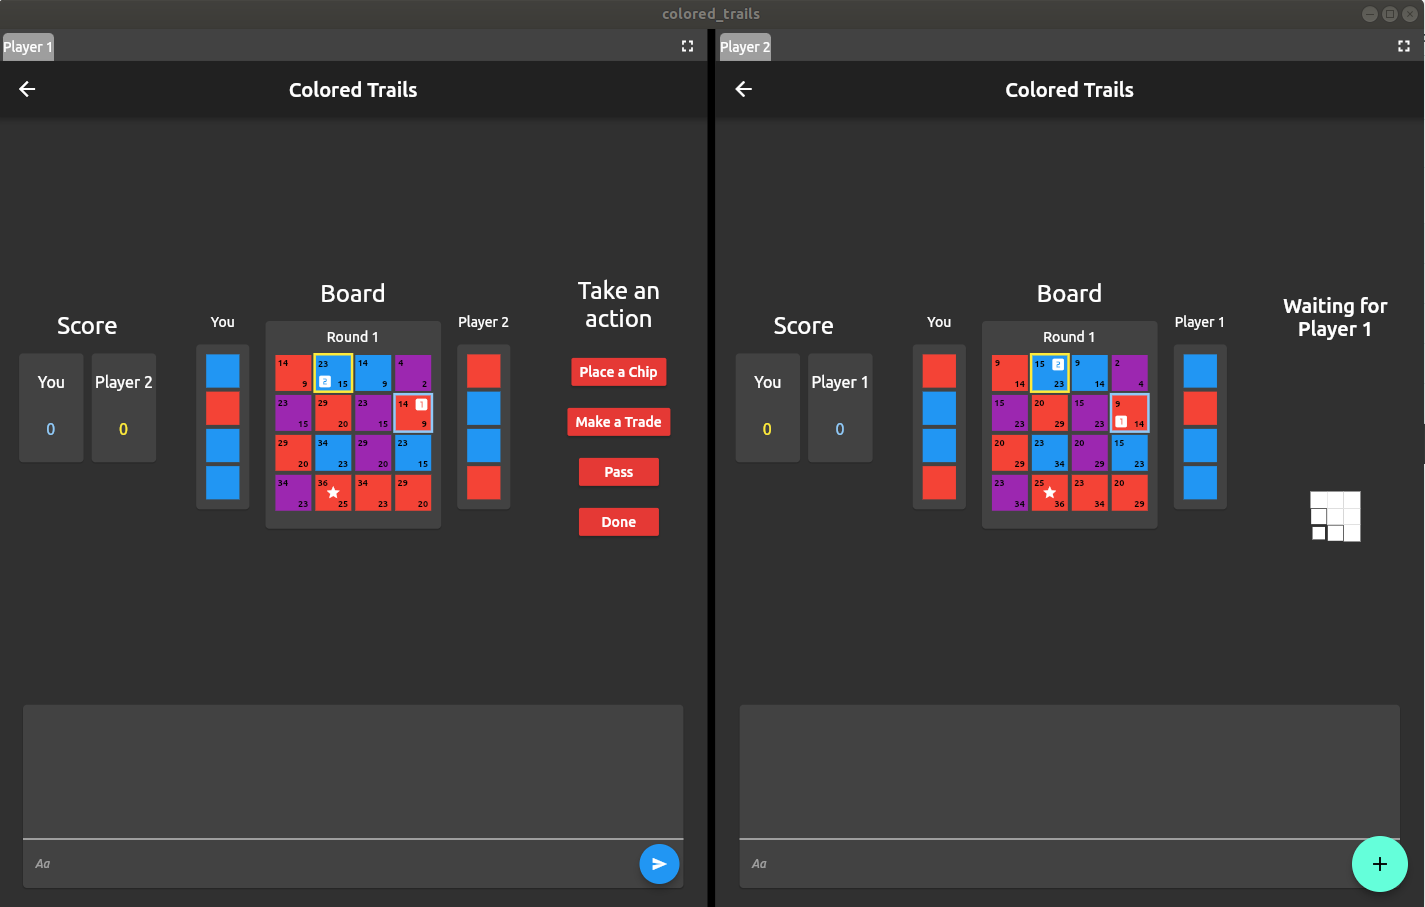 colored_trails
Player 1
Colored Trails
Board
Take an
action
Score
You
Player 2
Round 1
You
Player 2
0
0
14
9
23
2
15
14
9
4
2
23
15
29
20
23
15
14
1
9
29
20
34
23
29
20
23
15
34
23
36
25
34
23
29
20
Place a Chip
Make a Trade
Pass
Done
Aa
Player 2
Colored Trails
Board
Waiting for
Player 1
Score
You
Player 1
Round 1
You
Player 1
0
0
9
14
15
2
23
9
14
2
4
15
23
20
29
15
23
9
1
14
20
29
23
34
20
29
15
23
23
34
25
36
23
34
20
29
Aa